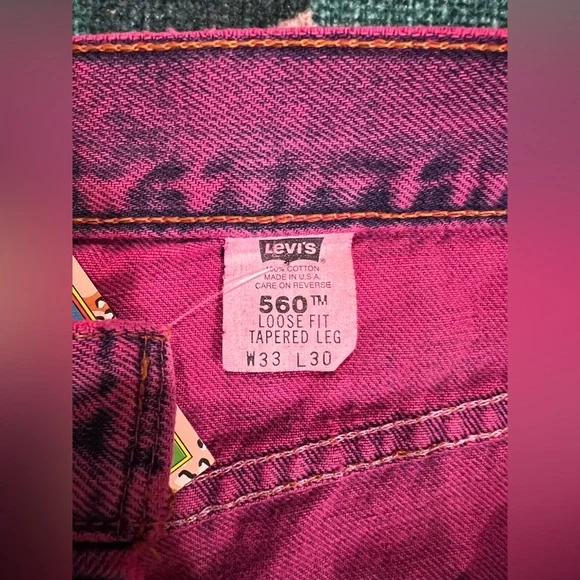 Levi's®
100% COTTON
MADE IN U.S.A.
CARE ON REVERSE
560™
LOOSE FIT
TAPERED LEG
W33 L30